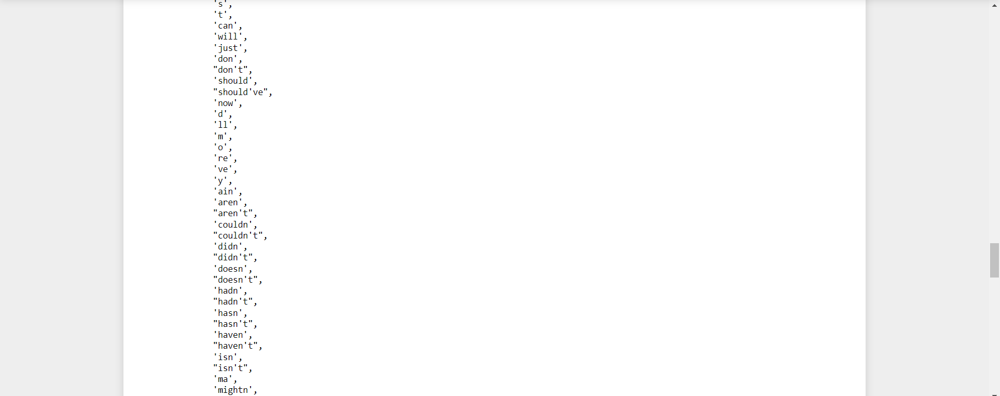 's',
't',
'can',
'will',
'just',
'don',
"don't",
'should',
"should've",
'now',
'd',
'll',
'm',
'o',
're',
've',
'y',
'ain',
'aren',
"aren't",
'couldn',
"couldn't",
'didn',
"didn't",
'doesn',
"doesn't",
'hadn',
"hadn't",
'hasn',
"hasn't",
'haven',
"haven't",
'isn',
"isn't",
'ma',
'mightn',